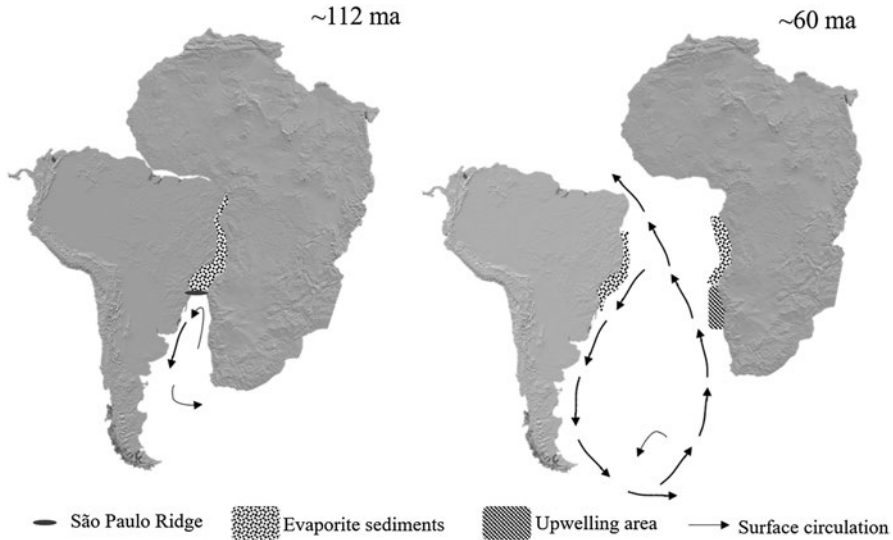 ~112 ma
~60 ma
São Paulo Ridge
Evaporite sediments
Upwelling area
Surface circulation